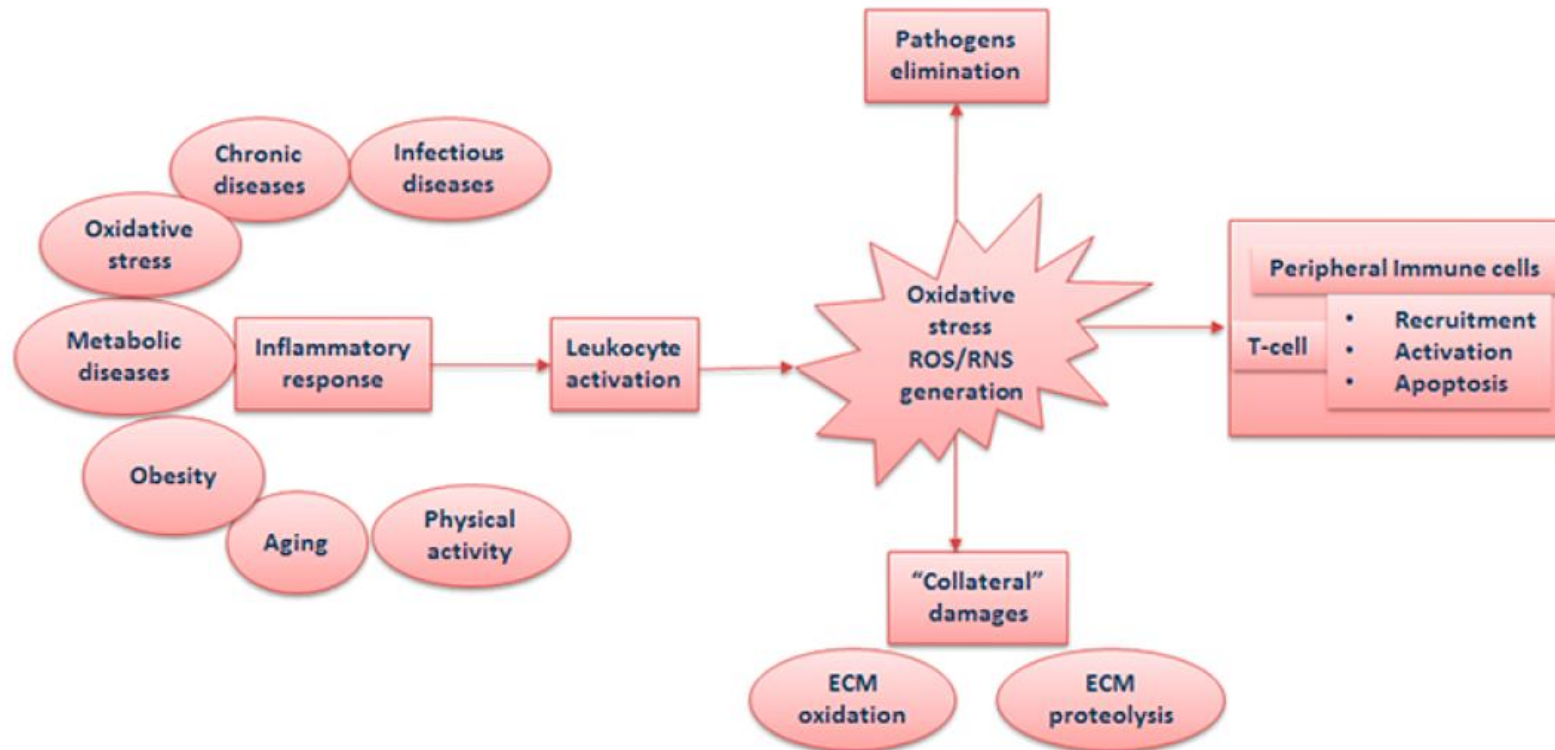 Pathogens
elimination
Chronic
diseases
Infectious
diseases
Oxidative
stress
Metabolic
diseases
Inflammatory
response
Leukocyte
activation
Oxidative
stress
ROS/RNS
generation
Peripheral Immune cells
T-cell
• Recruitment
• Activation
• Apoptosis
Obesity
Aging
Physical
activity
“Collateral”
damages
ECM
oxidation
ECM
proteolysis